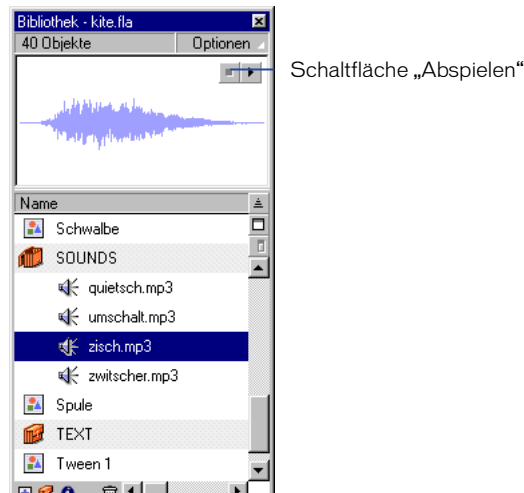 Bibliothek - kite.fla
40 Objekte Optionen
Schaltfläche „Abspielen“
Name
Schwalbe
SOUNDS
quietsch.mp3
umschalt.mp3
zisch.mp3
zwitscher.mp3
Spule
TEXT
Tween 1